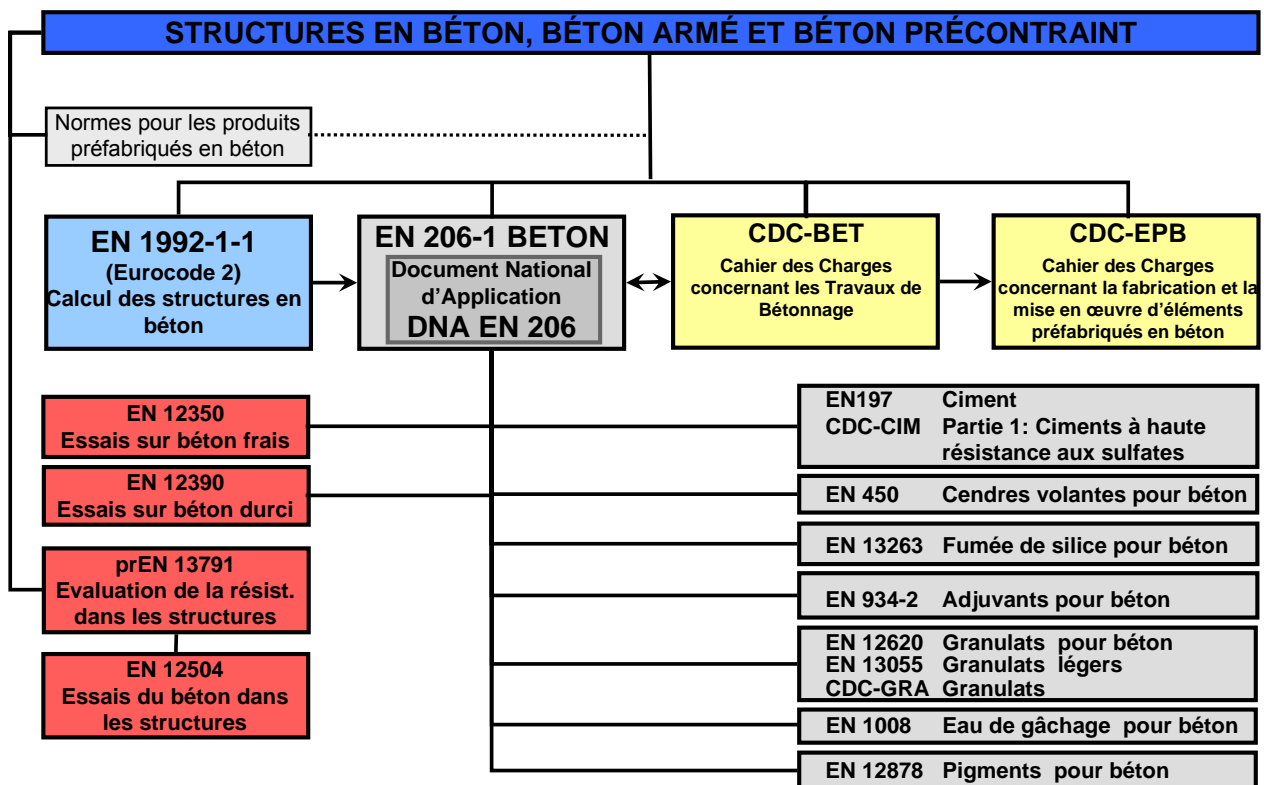 STRUCTURES EN BÉTON, BÉTON ARMÉ ET BÉTON PRÉCONTRAINT
Normes pour les produits
préfabriqués en béton
EN 1992-1-1
(Eurocode 2)
Calcul des structures en
béton
EN 206-1 BETON
Document National
d'Application
DNA EN 206
CDC-BET
Cahier des Charges
concernant les Travaux de
Bétonnage
CDC-EPB
Cahier des Charges
concernant la fabrication et la
mise en œuvre d'éléments
préfabriqués en béton
EN 12350
Essais sur béton frais
EN 12390
Essais sur béton durci
prEN 13791
Evaluation de la résist.
dans les structures
EN 12504
Essais du béton dans
les structures
EN197 Ciment
CDC-CIM Partie 1: Ciments à haute
résistance aux sulfates
EN 450 Cendres volantes pour béton
EN 13263 Fumée de silice pour béton
EN 934-2 Adjuvants pour béton
EN 12620 Granulats pour béton
EN 13055 Granulats légers
CDC-GRA Granulats
EN 1008 Eau de gâchage pour béton
EN 12878 Pigments pour béton